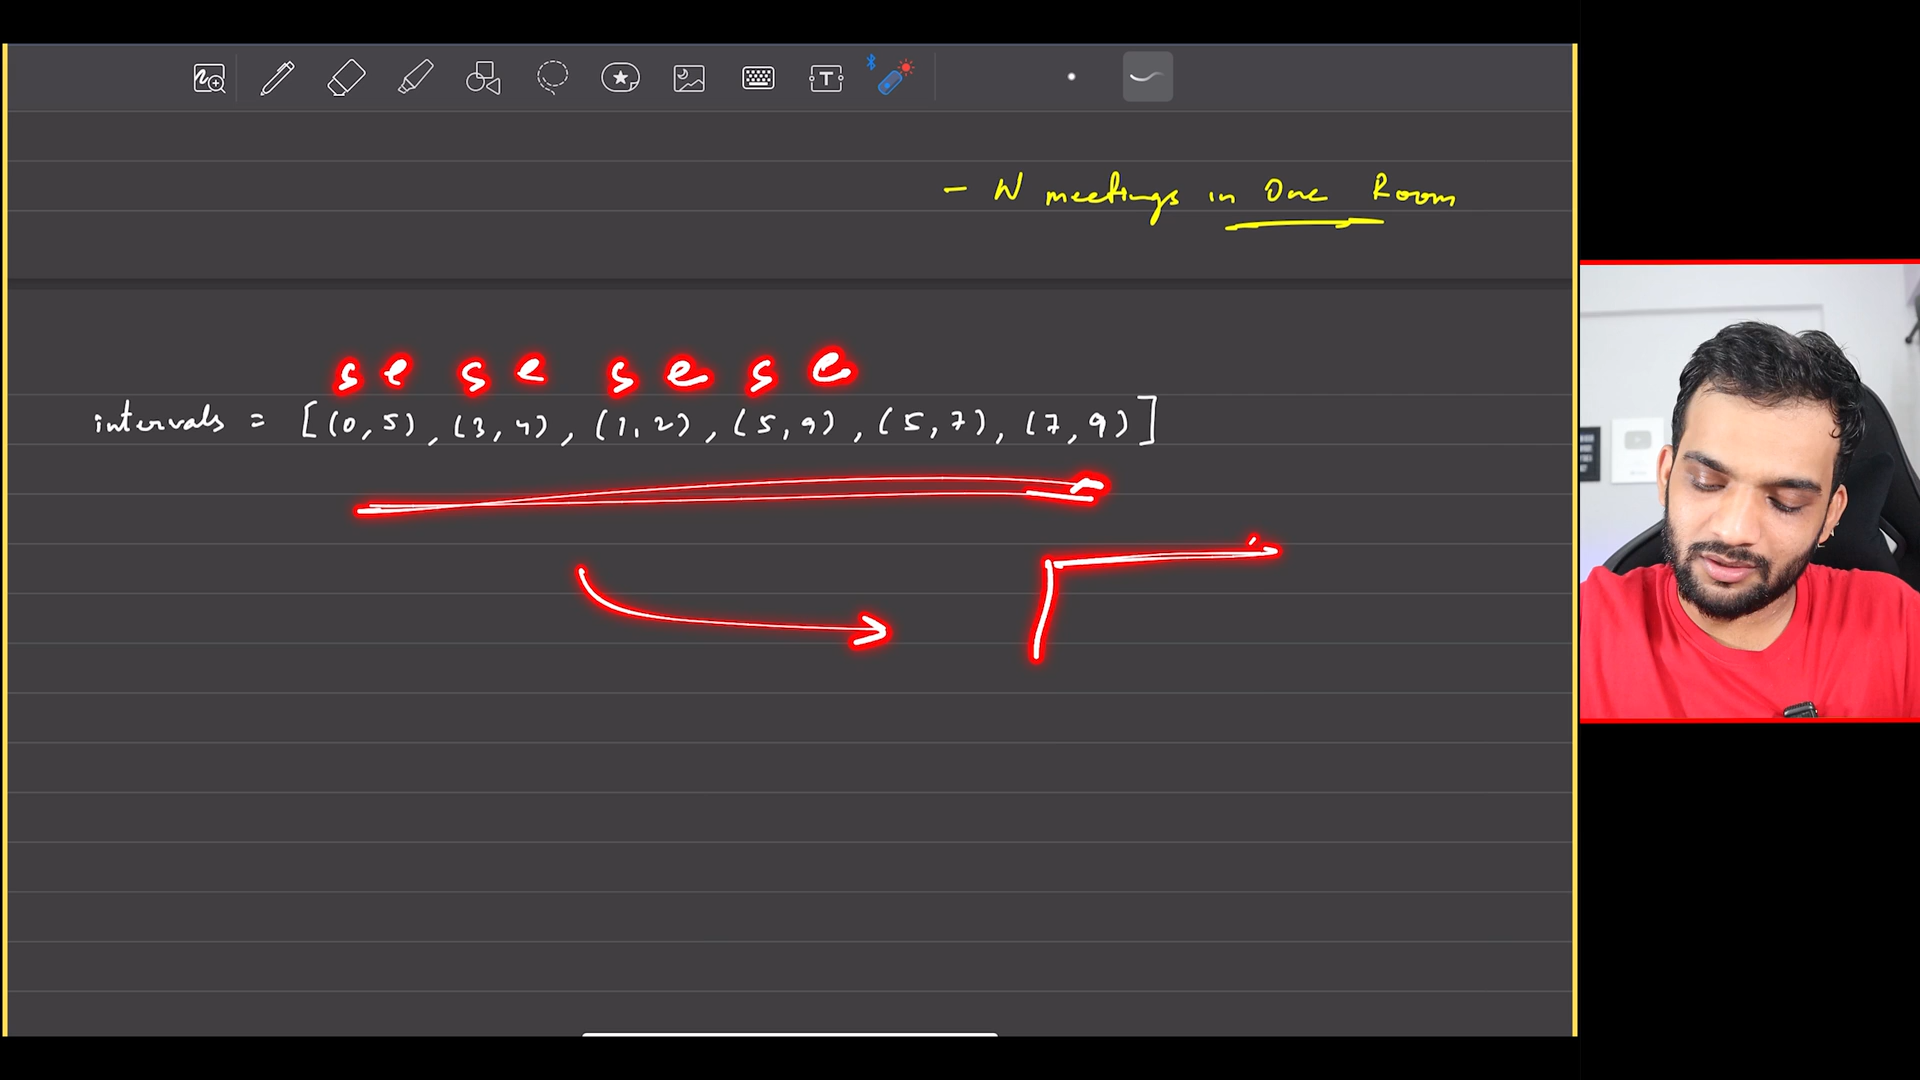 - N meetings in One Room
s e s e s e s e
intervals = [(0,5), (3,4), (1,2), (5,9), (5,7), (7,9)]